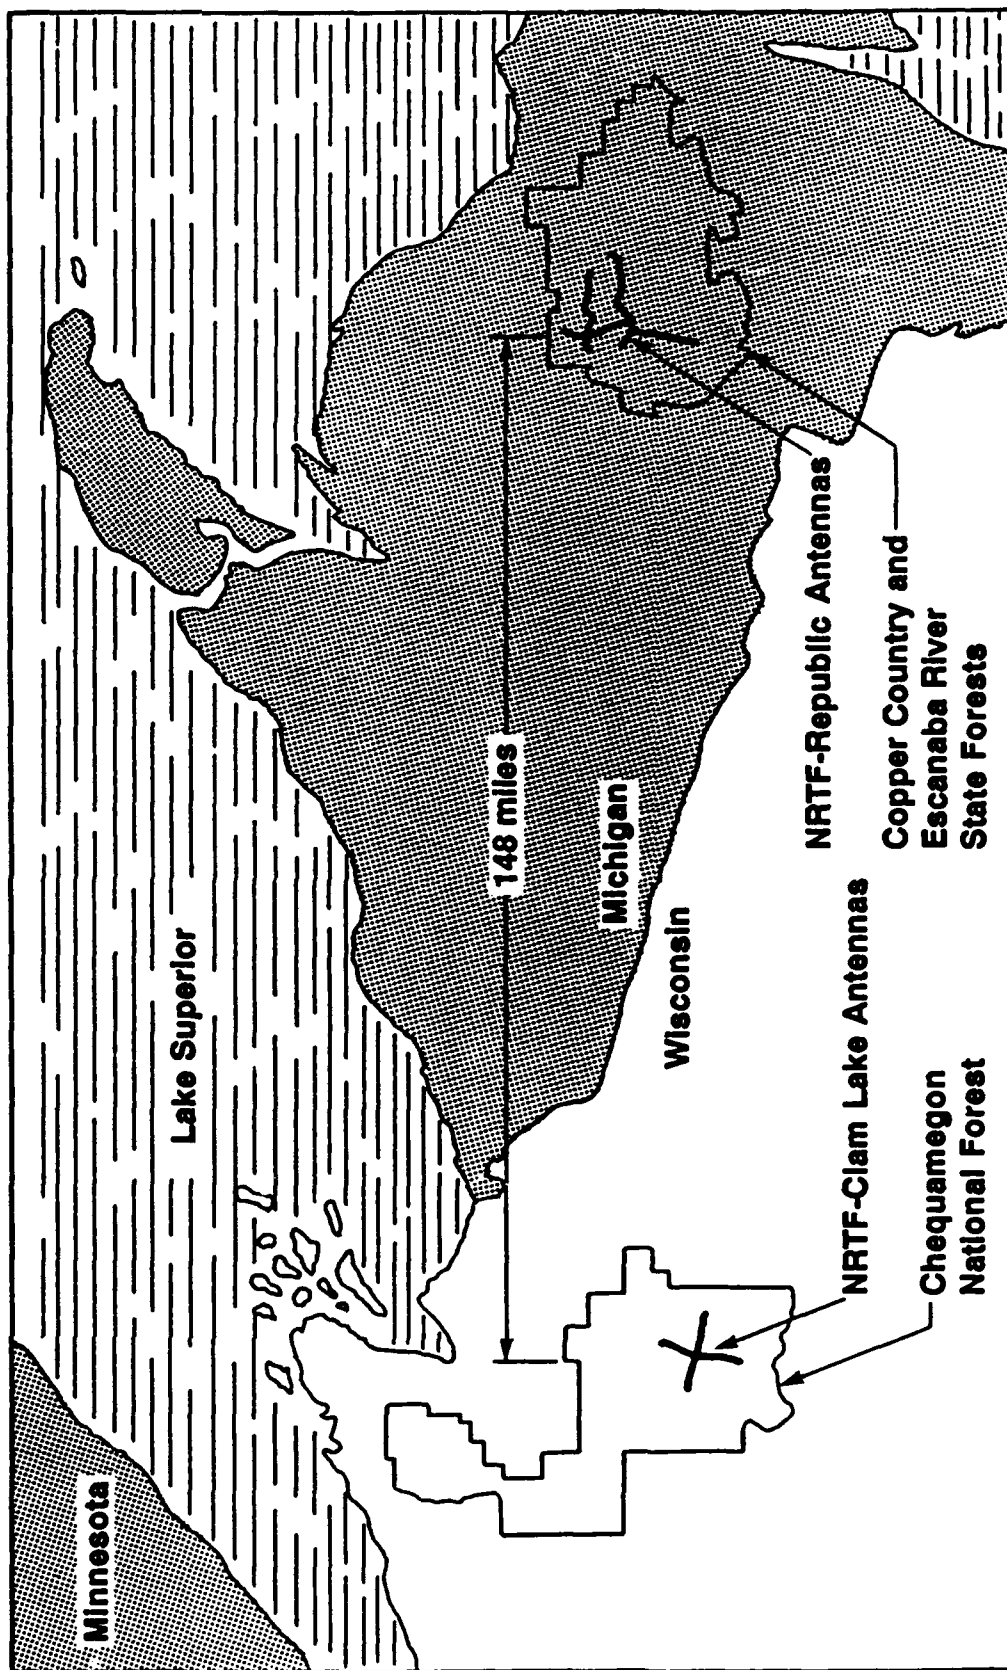 Minnesota
Lake Superior
148 miles
Michigan
Wisconsin
NRTF-Republic Antennas
Copper Country and
Escanaba River
State Forests
NRTF-Clam Lake Antennas
Chequamegon
National Forest